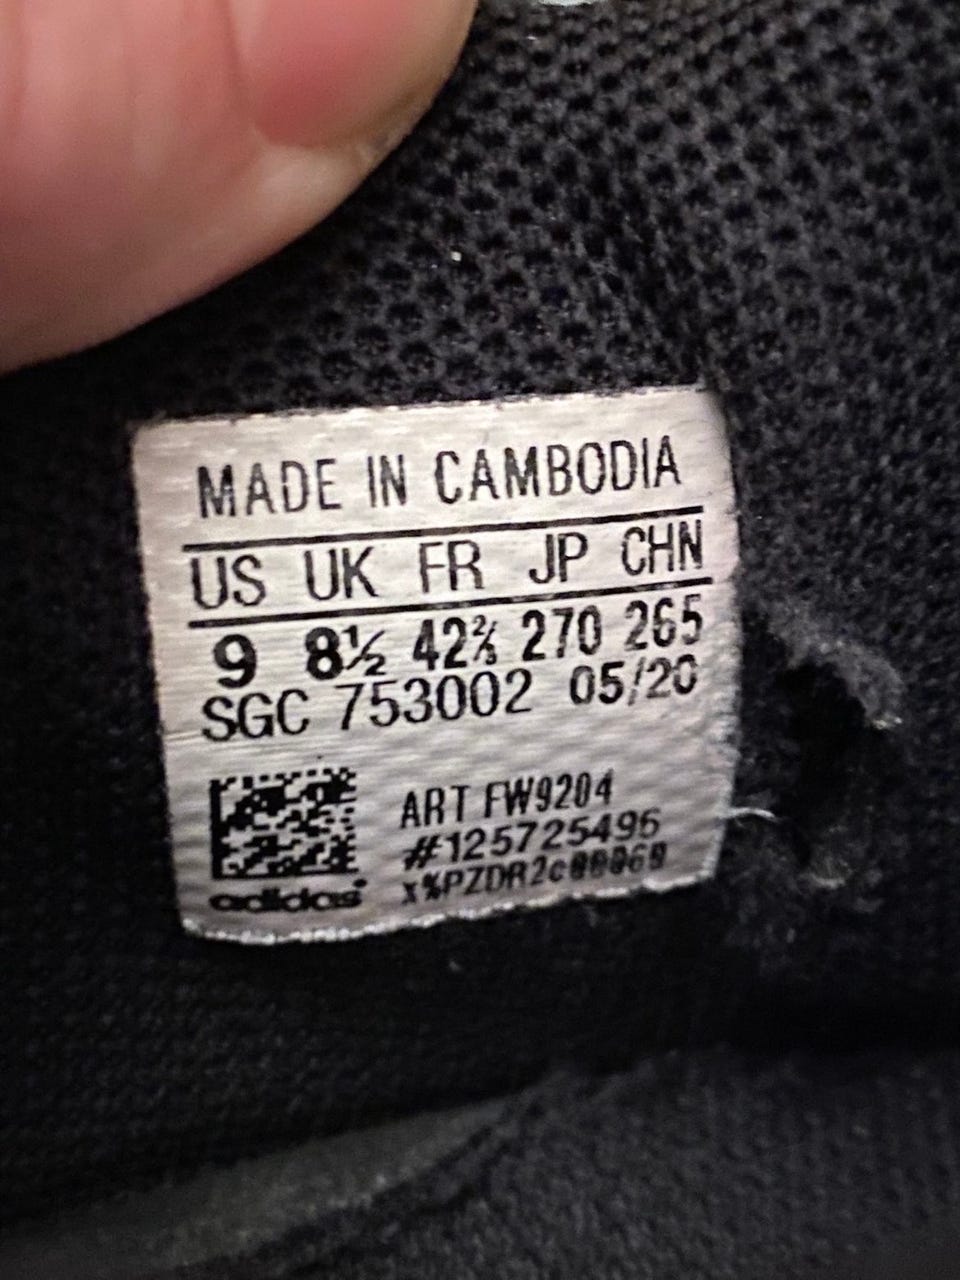 MADE IN CAMBODIA
US UK FR JP CHN
9 8½ 42⅔ 270 265
SGC 753002 05/20
ART FW9204
#125725496
adidas